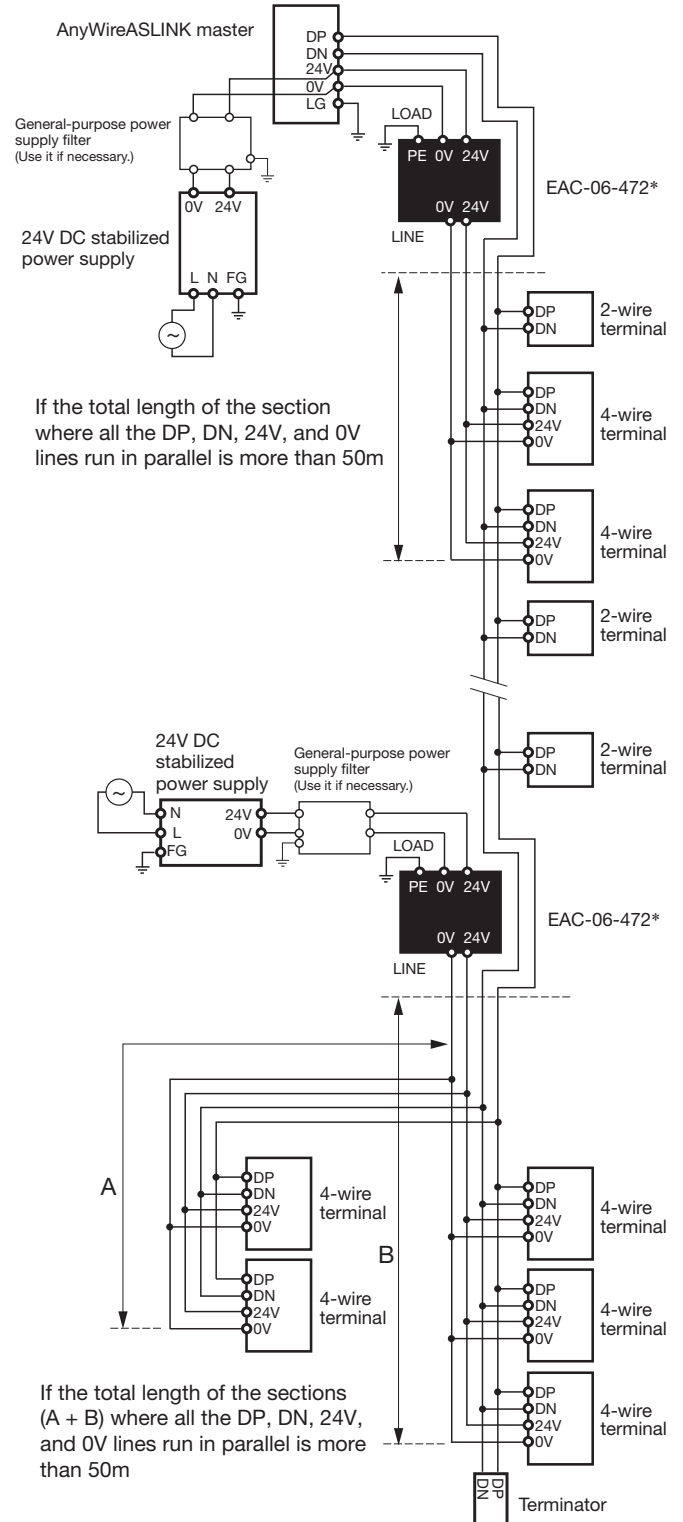 AnyWireASLINK master
DP
DN
24V
0V
LG
General-purpose power
supply filter
(Use it if necessary.)
LOAD
PE 0V 24V
0V 24V
LINE
EAC-06-472*
0V 24V
24V DC stabilized
power supply
L N FG
~
DP
DN
2-wire
terminal
If the total length of the section
where all the DP, DN, 24V, and 0V
lines run in parallel is more than 50m
DP
DN
24V
0V
4-wire
terminal
DP
DN
24V
0V
4-wire
terminal
DP
DN
2-wire
terminal
DP
DN
2-wire
terminal
24V DC
stabilized
power supply
General-purpose power
supply filter
(Use it if necessary.)
~
N
L
FG
24V
0V
LOAD
PE 0V 24V
0V 24V
LINE
EAC-06-472*
A
B
DP
DN
24V
0V
4-wire
terminal
DP
DN
24V
0V
4-wire
terminal
DP
DN
24V
0V
4-wire
terminal
DP
DN
24V
0V
4-wire
terminal
DP
DN
24V
0V
4-wire
terminal
If the total length of the sections
(A + B) where all the DP, DN, 24V,
and 0V lines run in parallel is more
than 50m
DN
DP
Terminator